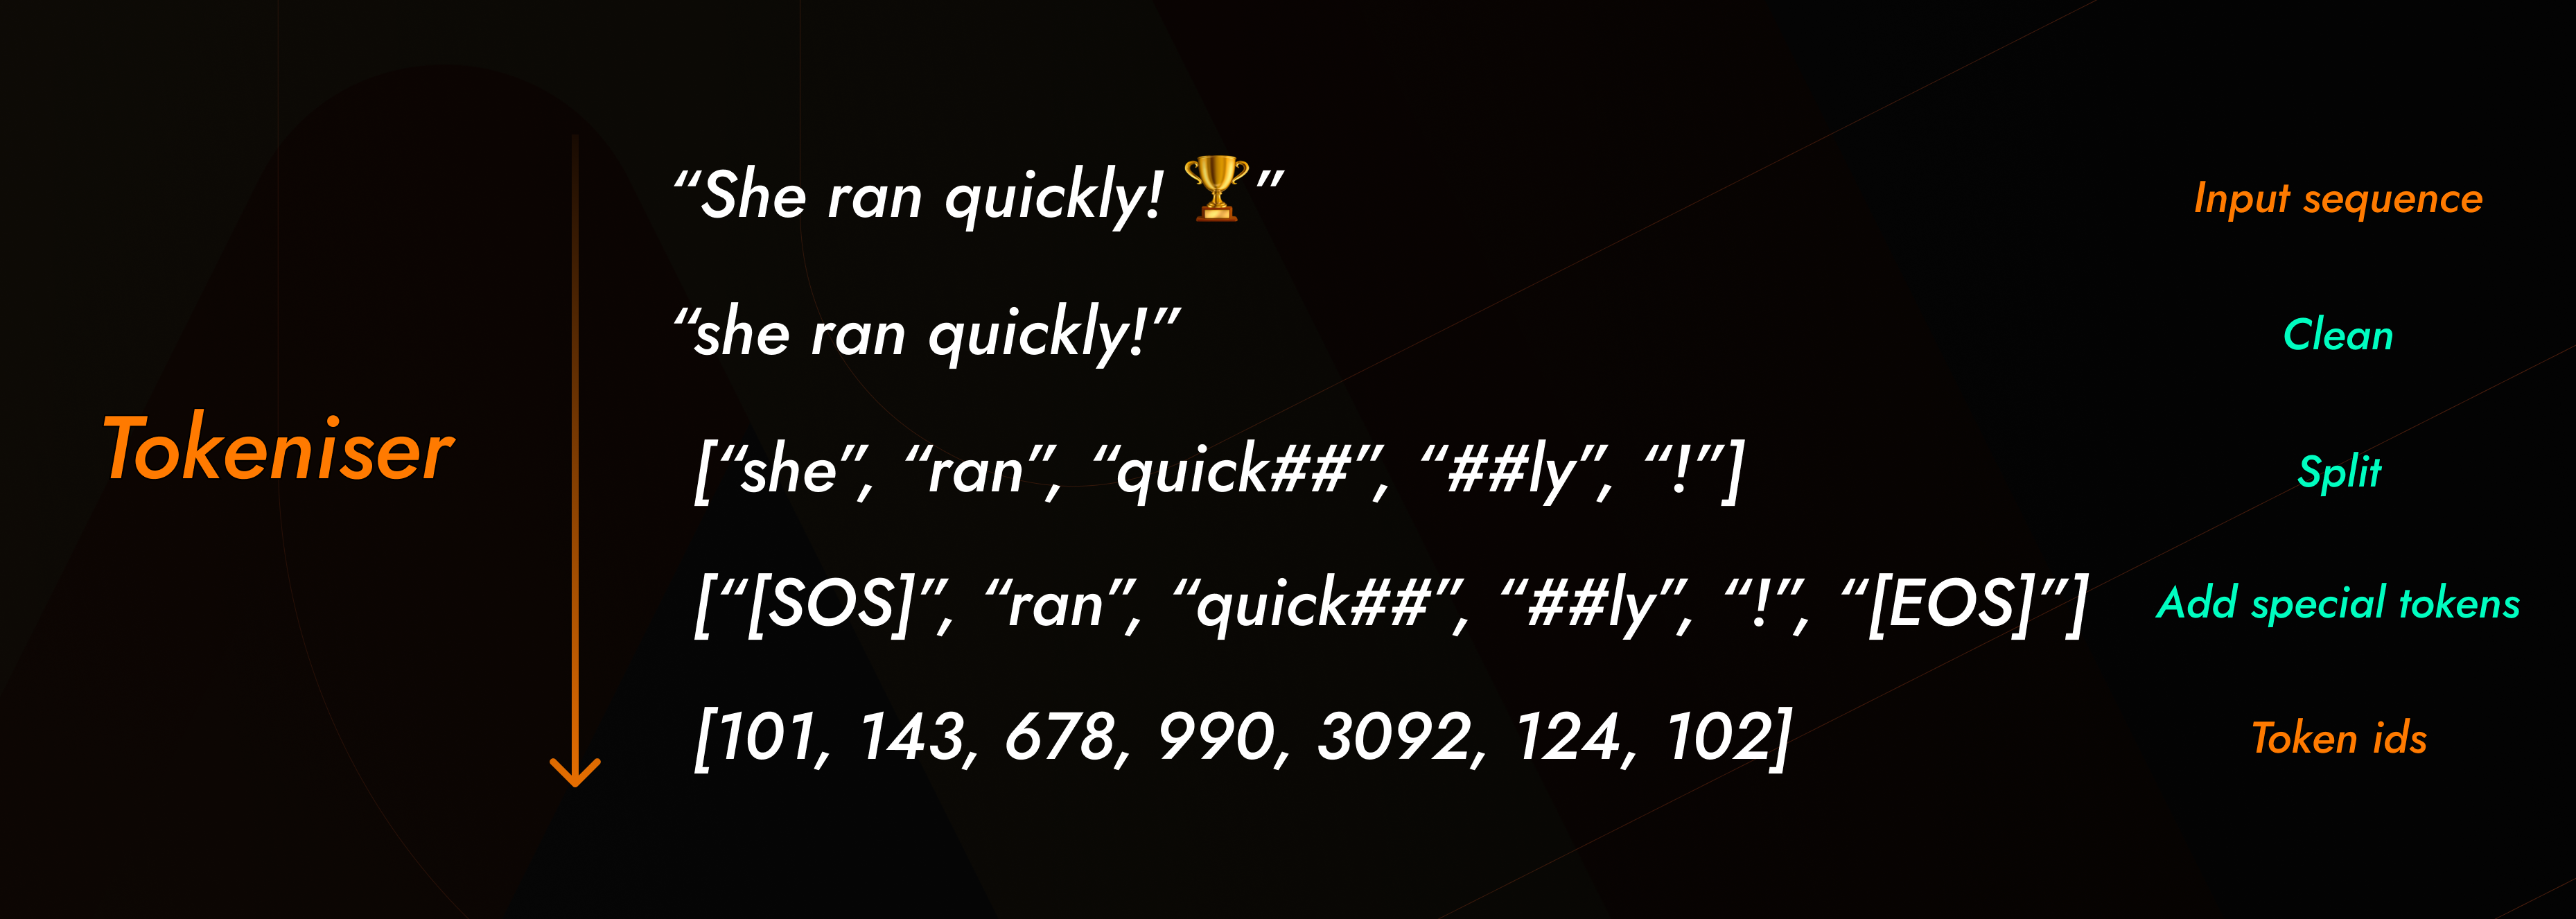 “She ran quickly! 🏆” Input sequence
“she ran quickly!” Clean
Tokeniser
[“she”, “ran”, “quick##”, “##ly”, “!”] Split
[“[SOS]”, “ran”, “quick##”, “##ly”, “!”, “[EOS]”] Add special tokens
[101, 143, 678, 990, 3092, 124, 102] Token ids